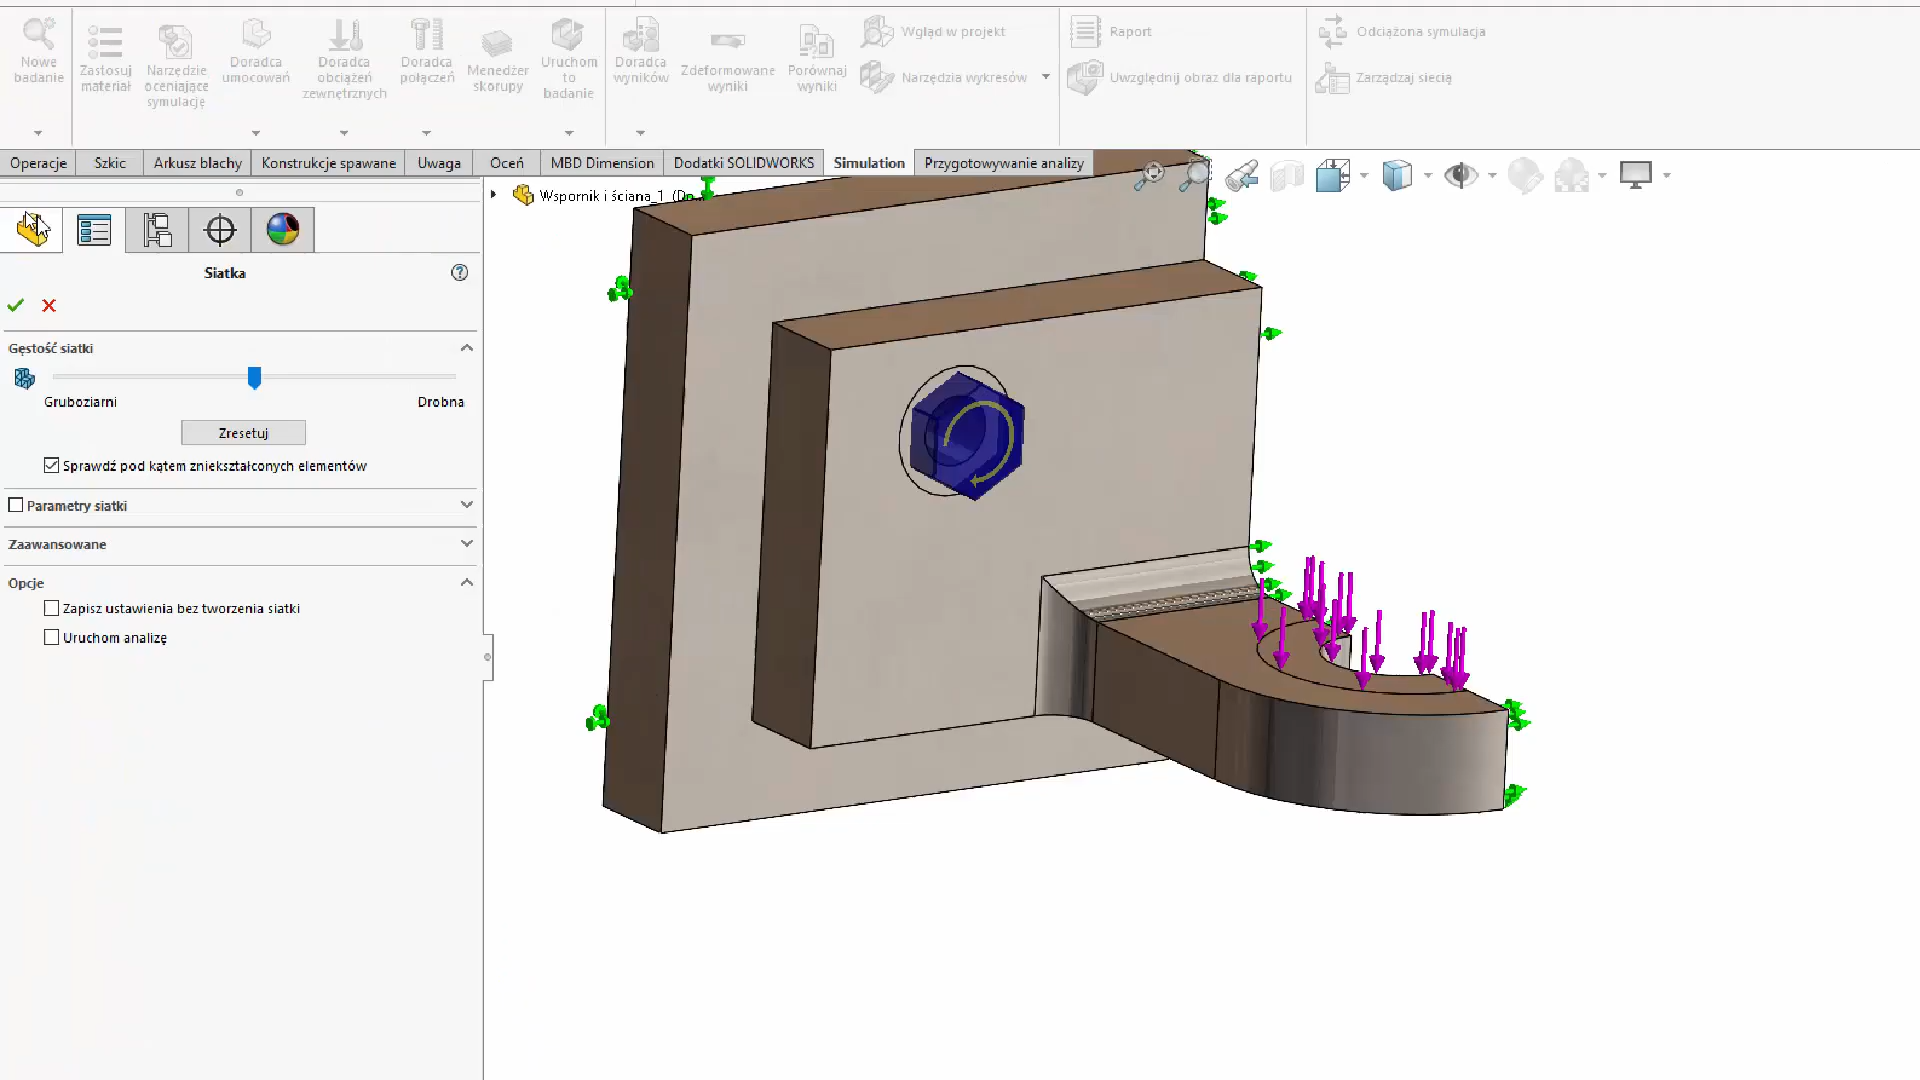 Nowe
badanie
Zastosuj
materiał
Narzędzie
oceniające
symulację
Doradca
umocowań
Doradca
obciążeń
zewnętrznych
Doradca
połączeń
Menedżer
skorupy
Uruchom
to
badanie
Doradca
wyników
Zdeformowane
wyniki
Porównaj
wyniki
Wgląd w projekt
Narzędzia wykresów
Raport
Uwzględnij obraz dla raportu
Odciążona symulacja
Zarządzaj siecią
Operacje
Szkic
Arkusz blachy
Konstrukcje spawane
Uwaga
Oceń
MBD Dimension
Dodatki SOLIDWORKS
Simulation
Przygotowywanie analizy
Wspornik i ściana_1 (Do...
Siatka
Gęstość siatki
Gruboziarni
Drobna
Zresetuj
Sprawdź pod kątem zniekształconych elementów
Parametry siatki
Zaawansowane
Opcje
Zapisz ustawienia bez tworzenia siatki
Uruchom analizę